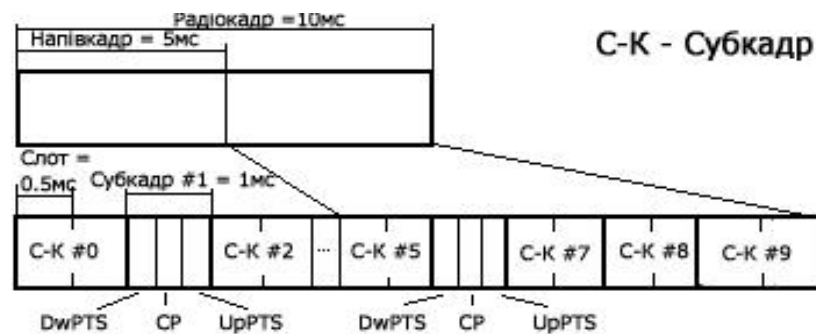 Радіокадр =10мс
Напівкадр = 5мс
С-К - Субкадр
Слот =
0.5мс
Субкадр #1 = 1мс
С-К #0
С-К #2
...
С-К #5
С-К #7
С-К #8
С-К #9
DwPTS
CP
UpPTS
DwPTS
CP
UpPTS